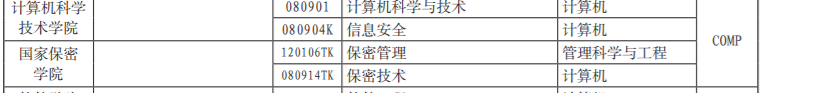 计算机科学 080901 计算机科学与技术 计算机
技术学院 080904K 信息安全 计算机
COMP
国家保密 120106TK 保密管理 管理科学与工程
学院 080914TK 保密技术 计算机